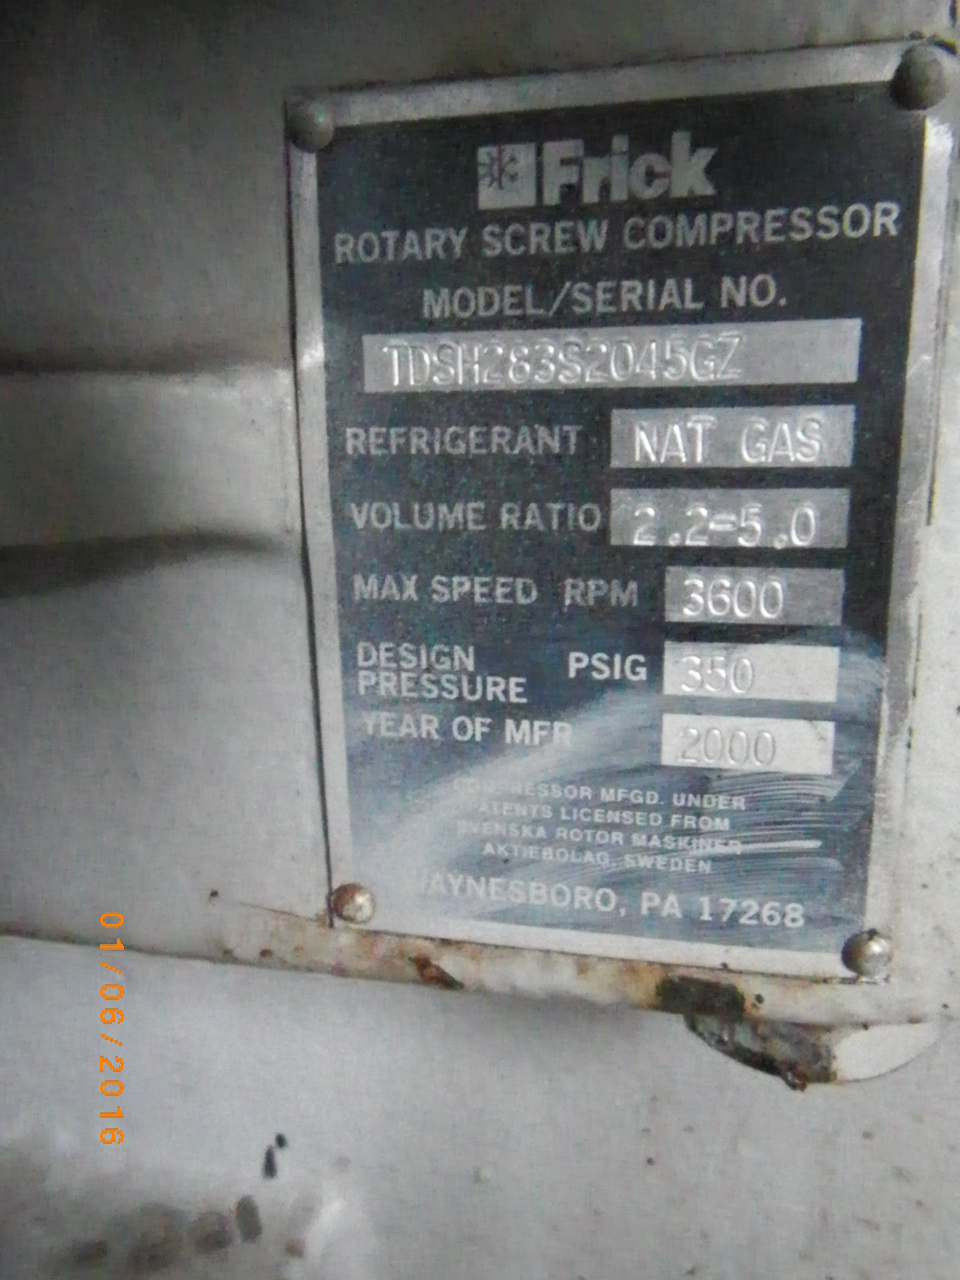 Frick
ROTARY SCREW COMPRESSOR
MODEL/SERIAL NO.
TDSH283S2045GZ
REFRIGERANT NAT GAS
VOLUME RATIO 2.2=5.0
MAX SPEED RPM 3600
DESIGN PRESSURE PSIG 350
YEAR OF MFR 2000
COMPRESSOR MFGD. UNDER
PATENTS LICENSED FROM
SVENSKA ROTOR MASKINER
AKTIEBOLAG, SWEDEN
WAYNESBORO, PA 17268
01/06/2016